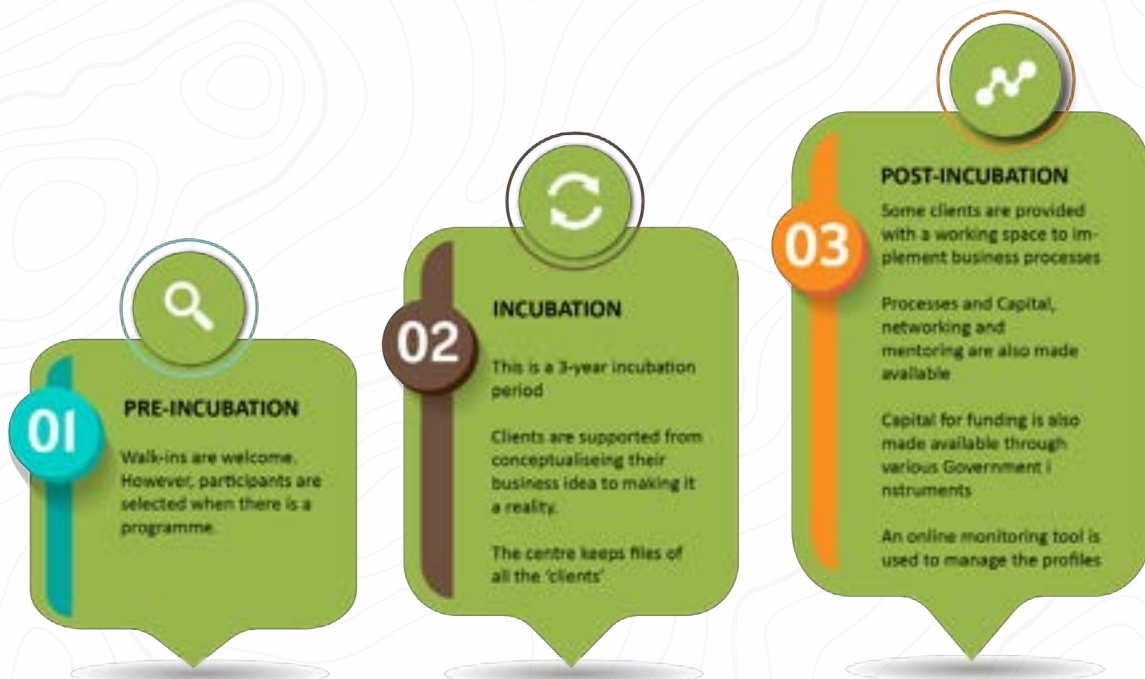 01
PRE-INCUBATION
Walk-ins are welcome.
However, participants are
selected when there is a
programme.
02
INCUBATION
This is a 3-year incubation
period
Clients are supported from
conceptualiseing their
business idea to making it
a reality.
The centre keeps files of
all the 'clients'
03
POST-INCUBATION
Some clients are provided
with a working space to im-
plement business processes
Processes and Capital,
networking and
mentoring are also made
available
Capital for funding is also
made available through
various Government i
nstruments
An online monitoring tool is
used to manage the profiles